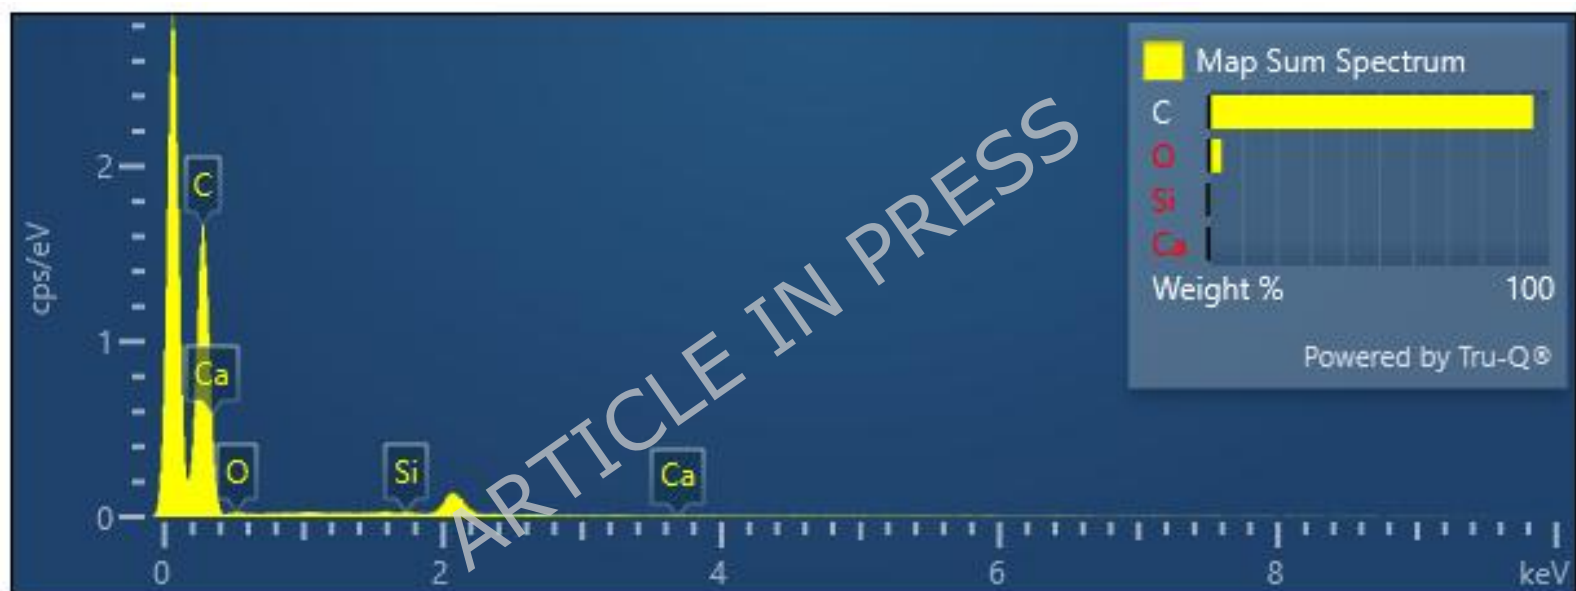 Map Sum Spectrum
C
O
Si
Ca
Weight % 100
Powered by Tru-Q®
cps/eV
2
1
0
C
Ca
O
Si
Ca
0 2 4 6 8 keV
ARTICLE IN PRESS